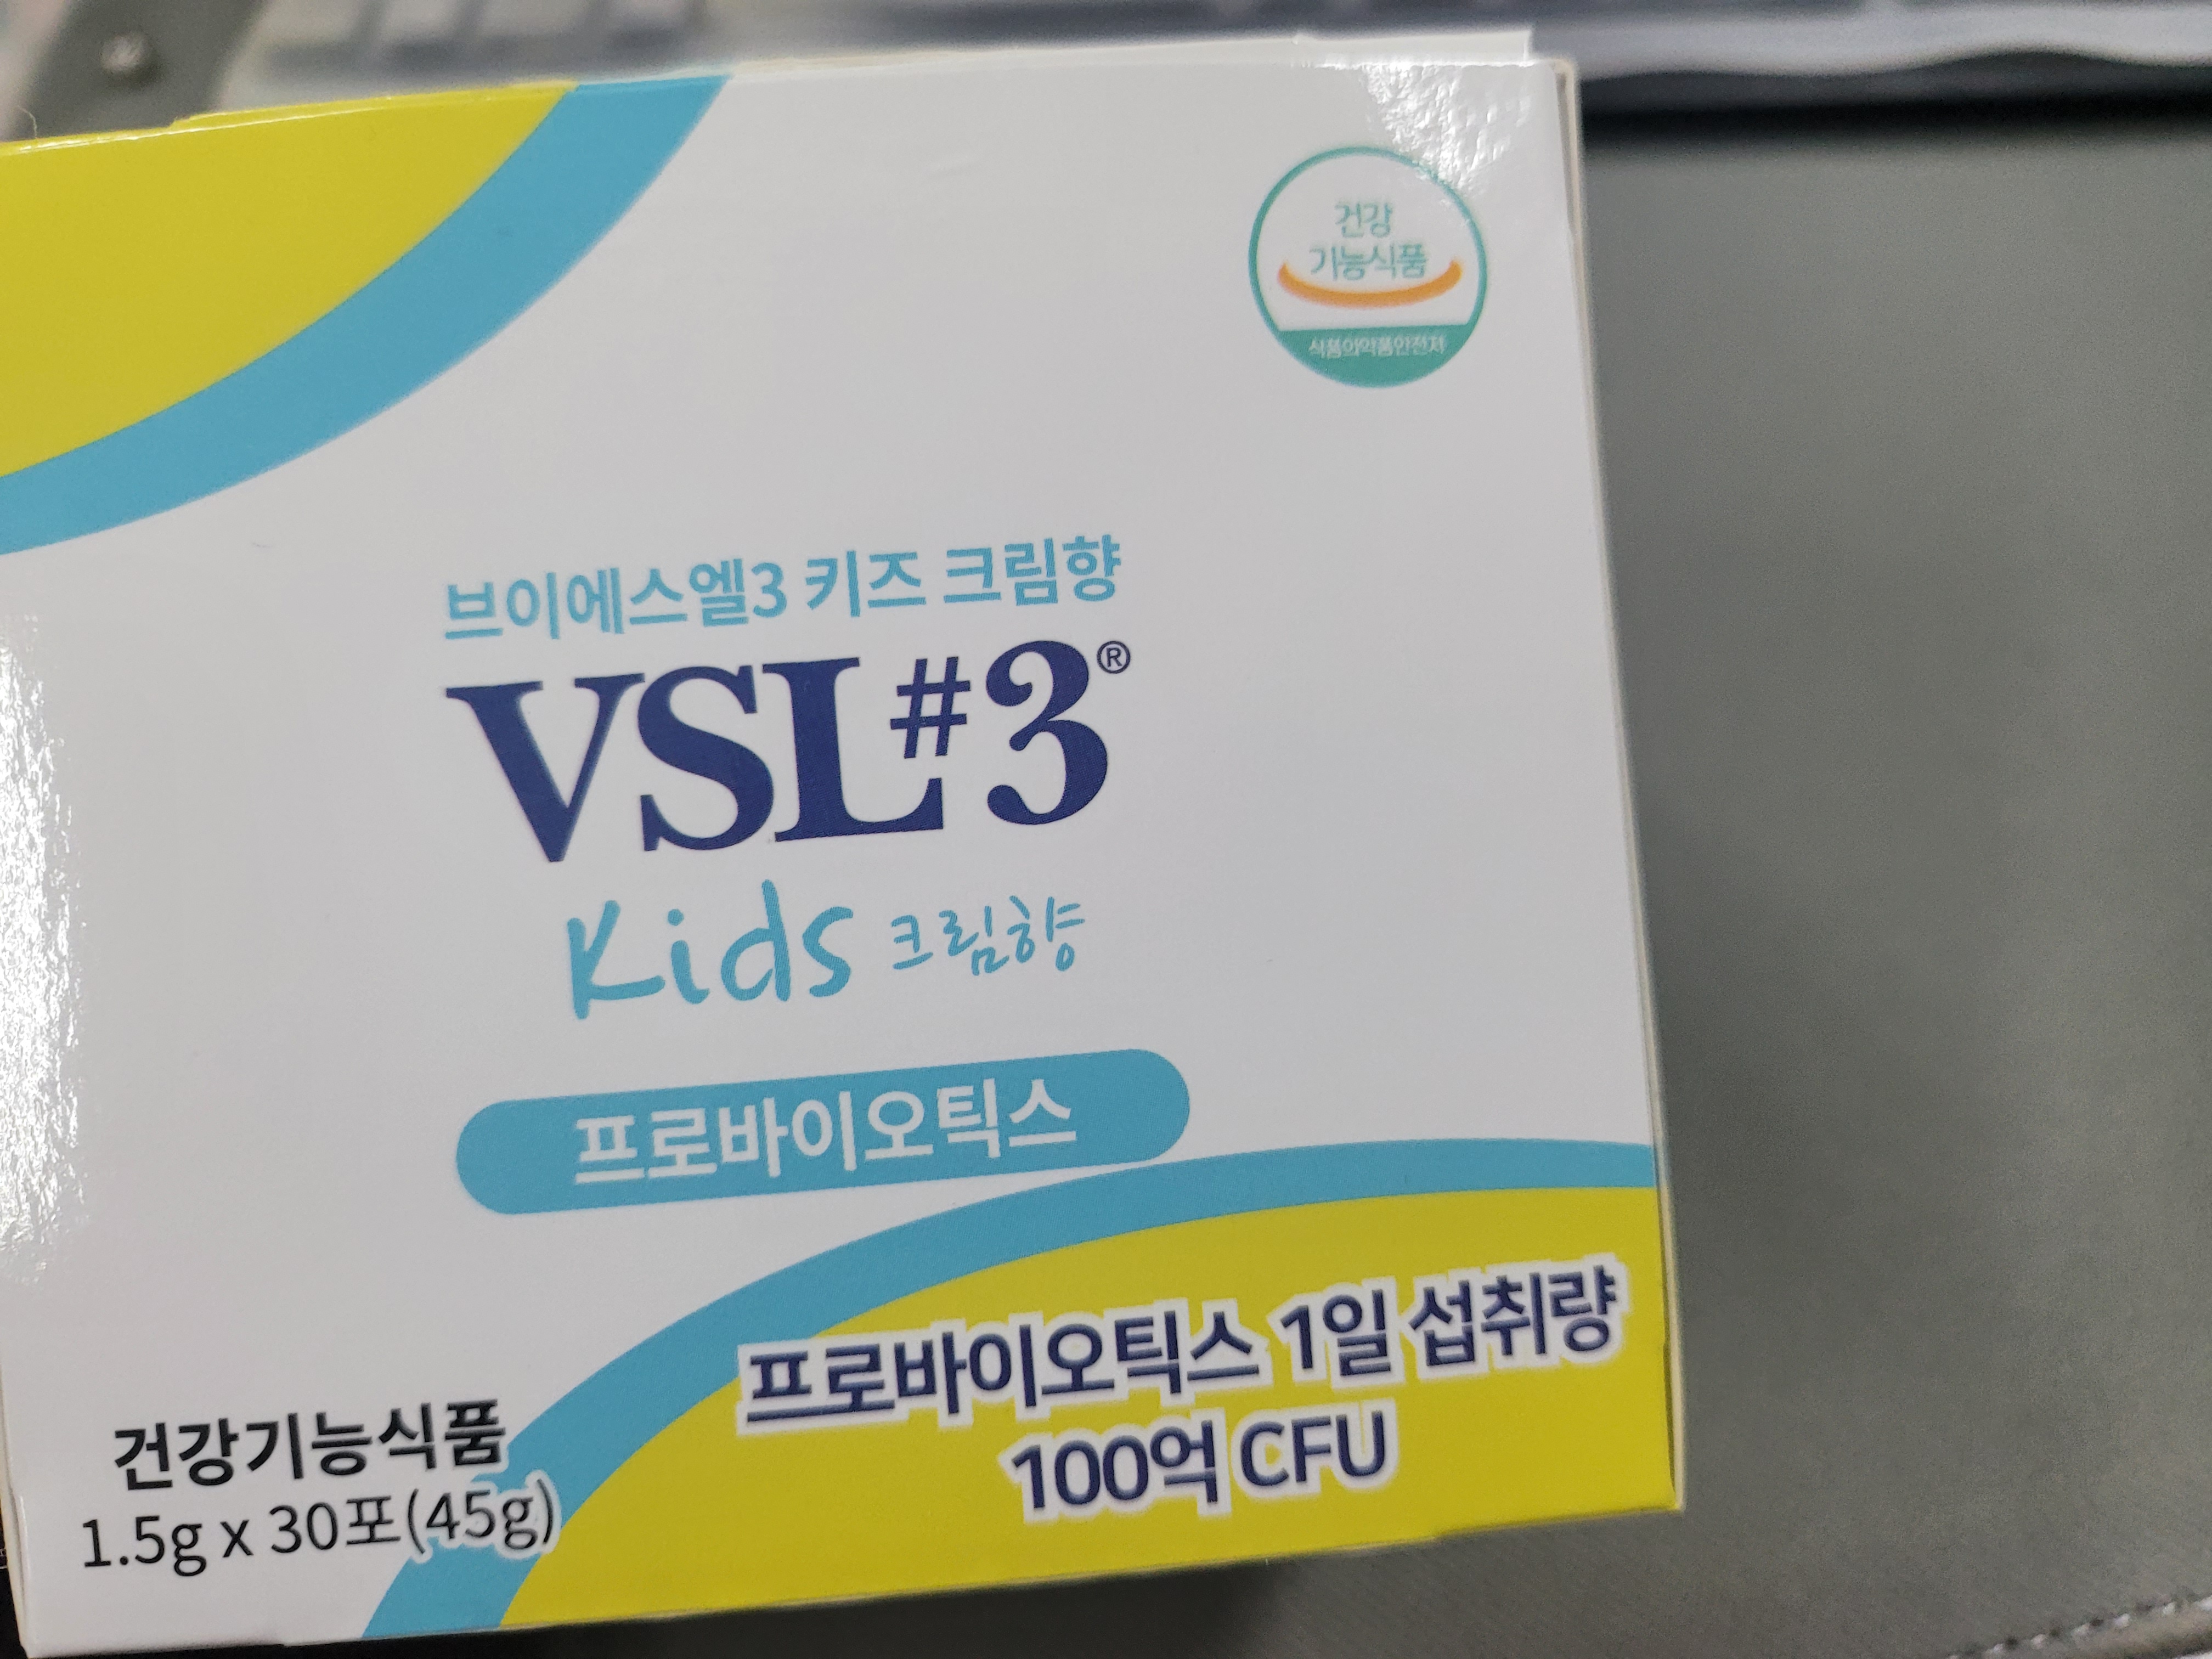 건강
기능식품
식품의약품안전처
브이에스엘3 키즈 크림향
VSL#3®
Kids 크림향
프로바이오틱스
프로바이오틱스 1일 섭취량
100억 CFU
건강기능식품
1.5g x 30포(45g)